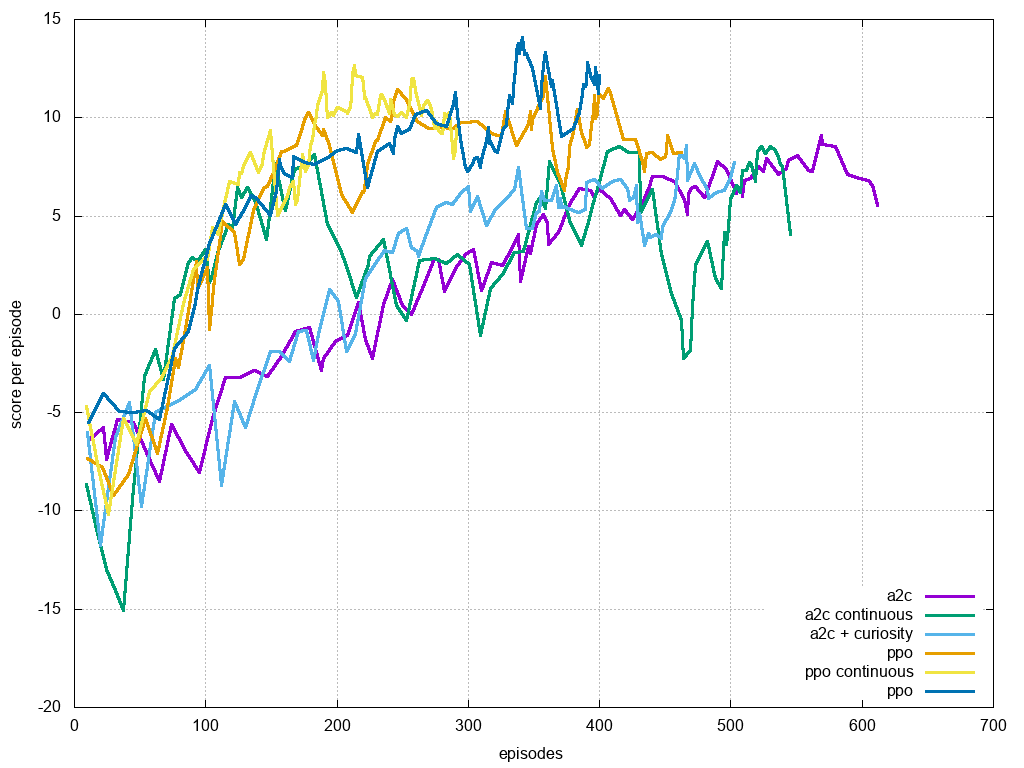 15
10
5
0
-5
-10
-15
-20
score per episode
0 100 200 300 400 500 600 700
episodes
a2c
a2c continuous
a2c + curiosity
ppo
ppo continuous
ppo